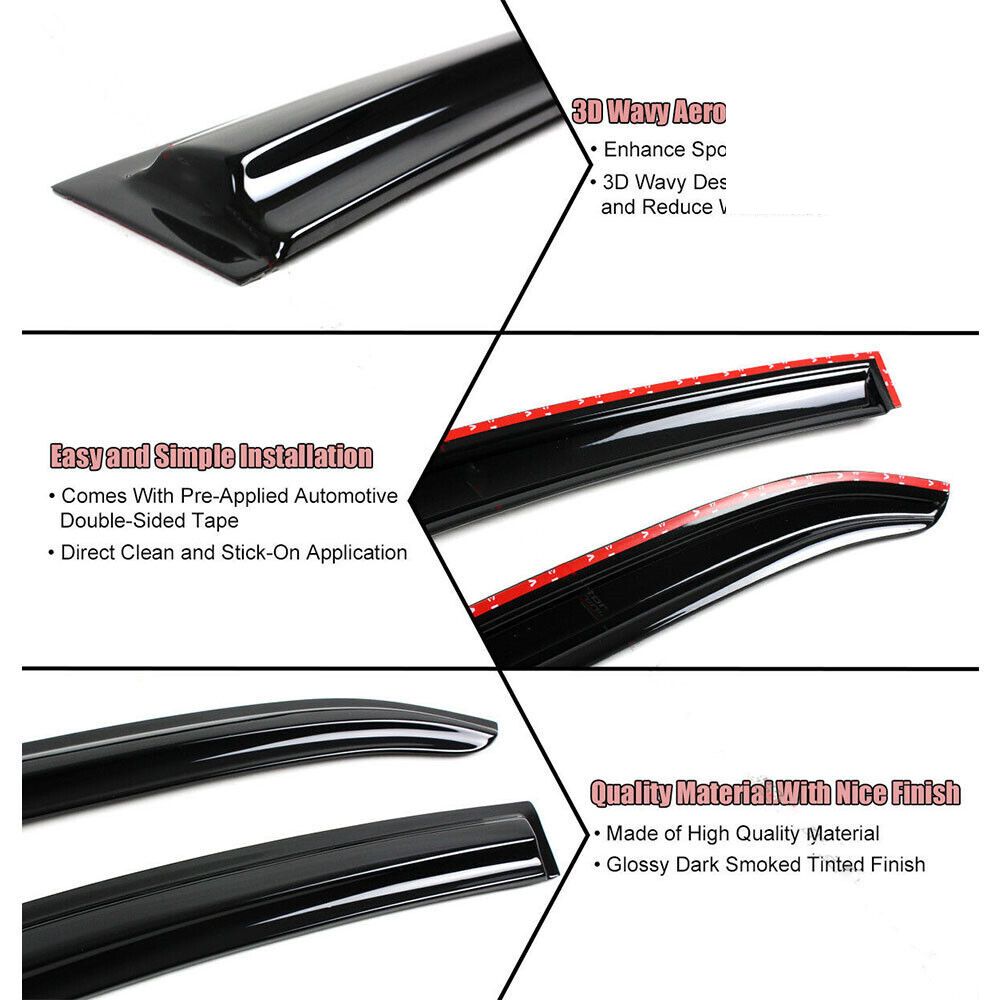 3D Wavy Aero
• Enhance Spo
• 3D Wavy Des
and Reduce
Easy and Simple Installation
• Comes With Pre-Applied Automotive
Double-Sided Tape
• Direct Clean and Stick-On Application
Quality Material With Nice Finish
• Made of High Quality Material
• Glossy Dark Smoked Tinted Finish